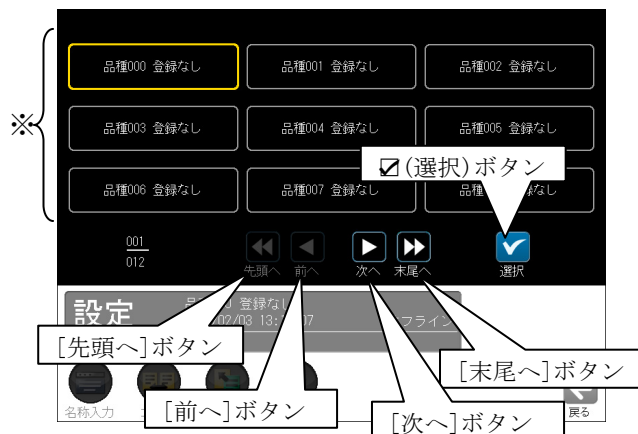 品種000 登録なし
品種001 登録なし
品種002 登録なし
※
品種003 登録なし
品種004 登録なし
品種005 登録なし
☑(選択)ボタン
品種006 登録なし
品種007 登録なし
001
012
先頭へ
前へ
次へ
末尾へ
選択
設定
登録な
[先頭へ]ボタン
[末尾へ]ボタン
名称入力
[前へ]ボタン
[次へ]ボタン
戻る